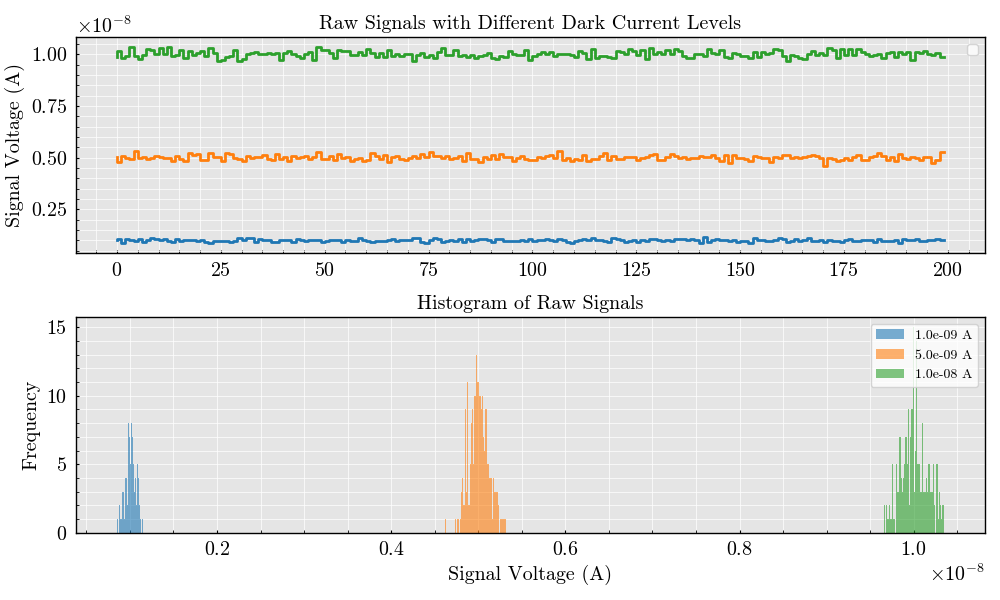 Raw Signals with Different Dark Current Levels
×10⁻⁸
1.00
0.75
0.50
0.25
Signal Voltage (A)
0 25 50 75 100 125 150 175 200
Histogram of Raw Signals
15
10
5
0
Frequency
1.0e-09 A
5.0e-09 A
1.0e-08 A
0.2 0.4 0.6 0.8 1.0
Signal Voltage (A)
×10⁻⁸